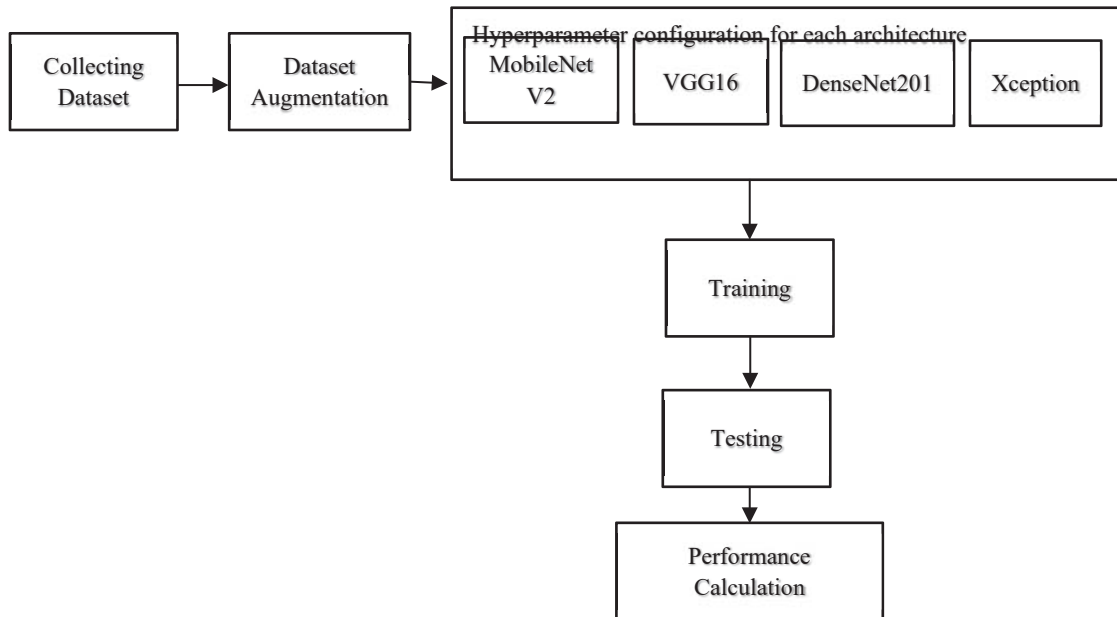 Collecting
Dataset
Dataset
Augmentation
Hyperparameter configuration for each architecture
MobileNet
V2
VGG16
DenseNet201
Xception
Training
Testing
Performance
Calculation